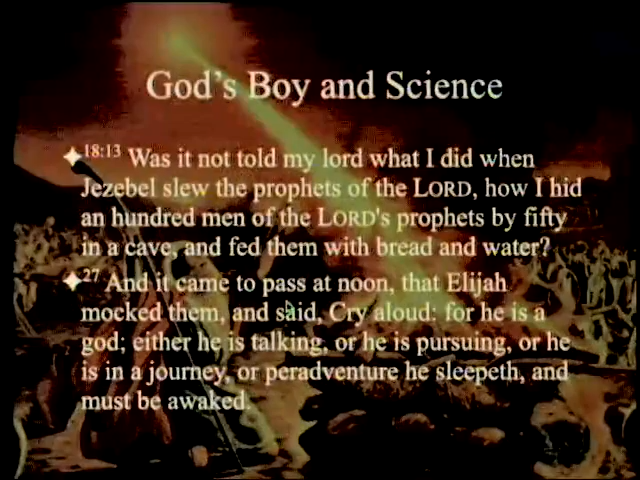 God's Boy and Science
18:13 Was it not told my lord what I did when
Jezebel slew the prophets of the LORD, how I hid
an hundred men of the LORD's prophets by fifty
in a cave, and fed them with bread and water?
27 And it came to pass at noon, that Elijah
mocked them, and said, Cry aloud: for he is a
god; either he is talking, or he is pursuing, or he
is in a journey, or peradventure he sleepeth, and
must be awaked.